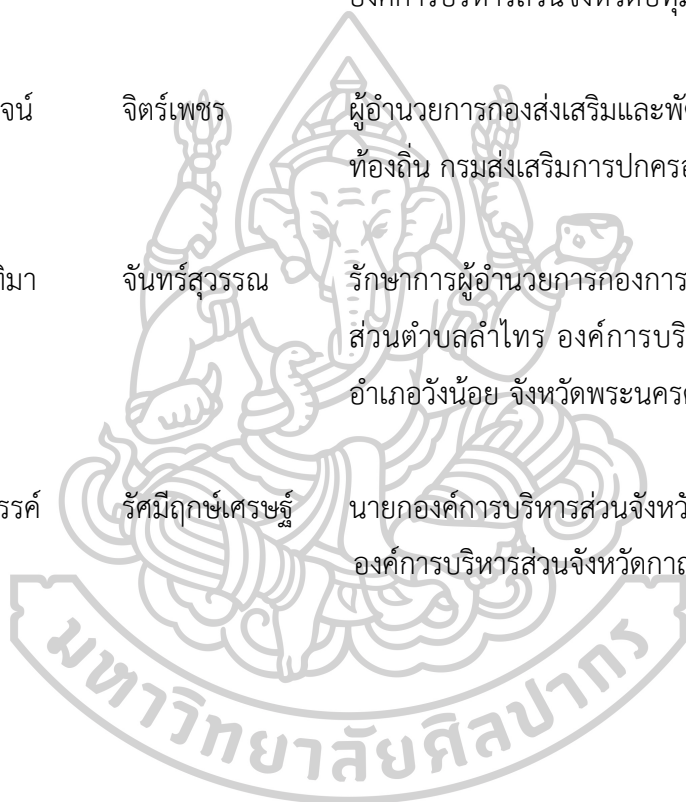 องค์การบริหารส่วนจังหวัดปทุม
จน์ จิตร์เพชร ผู้อำนวยการกองส่งเสริมและพั
ท้องถิ่น กรมส่งเสริมการปกคร
ติมา จันทร์สุวรรณ รักษาการผู้อำนวยการกองการ
ส่วนตำบลลำไทร องค์การบริ
อำเภอวังน้อย จังหวัดพระนคร
รรค์ รัศมีฤกษ์เศรษฐ์ นายกองค์การบริหารส่วนจังหวั
องค์การบริหารส่วนจังหวัดกา
มหาวิทยาลัยศิลปากร